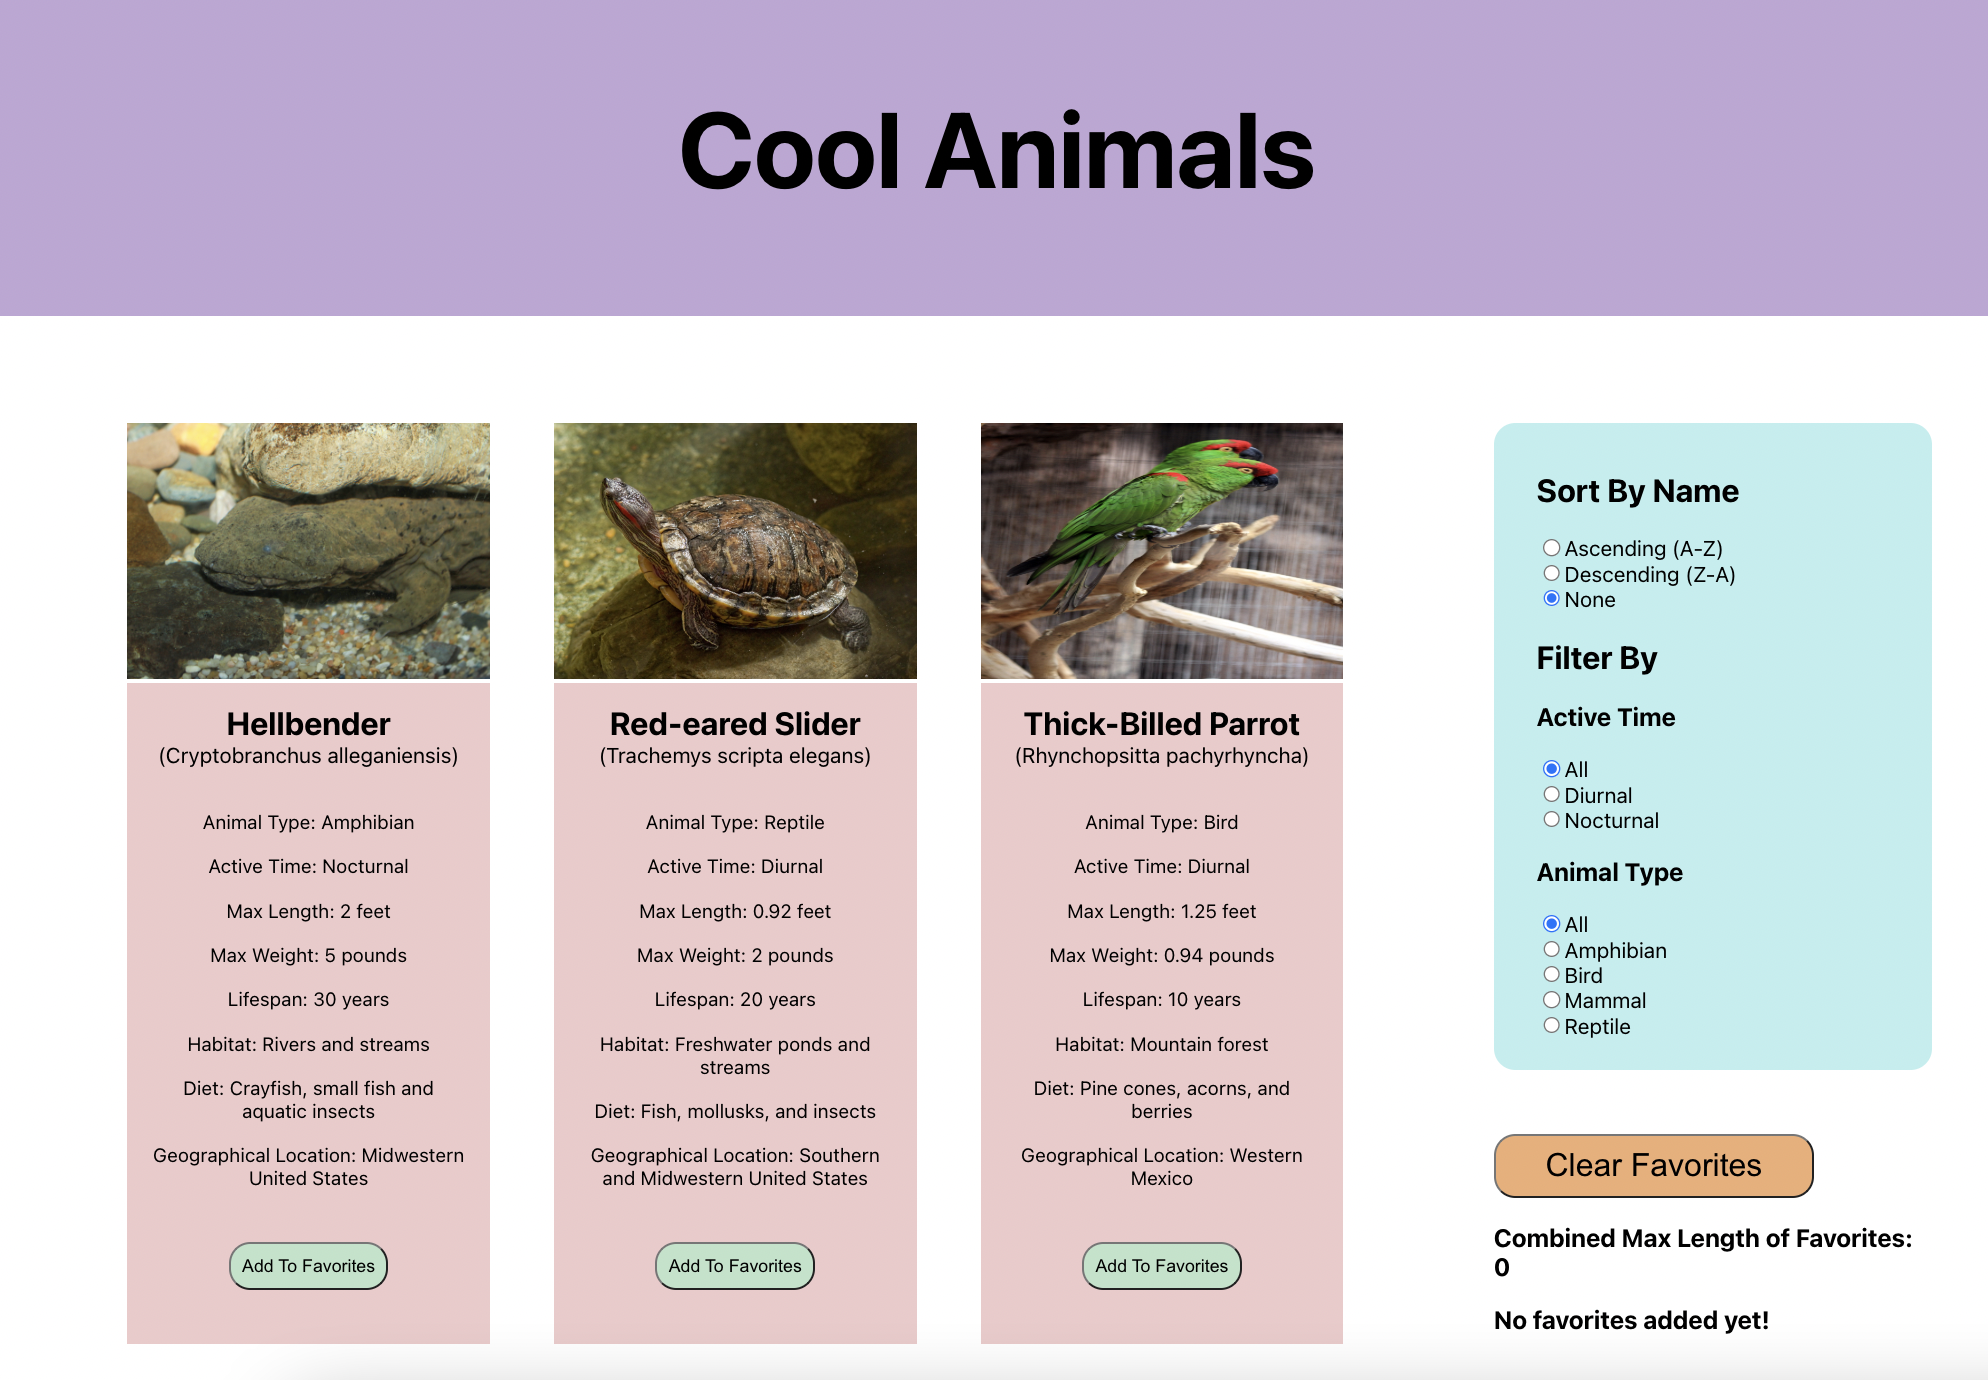 Cool Animals
Hellbender
(Cryptobranchus alleganiensis)
Animal Type: Amphibian
Active Time: Nocturnal
Max Length: 2 feet
Max Weight: 5 pounds
Lifespan: 30 years
Habitat: Rivers and streams
Diet: Crayfish, small fish and
aquatic insects
Geographical Location: Midwestern
United States
Add To Favorites
Red-eared Slider
(Trachemys scripta elegans)
Animal Type: Reptile
Active Time: Diurnal
Max Length: 0.92 feet
Max Weight: 2 pounds
Lifespan: 20 years
Habitat: Freshwater ponds and
streams
Diet: Fish, mollusks, and insects
Geographical Location: Southern
and Midwestern United States
Add To Favorites
Thick-Billed Parrot
(Rhynchopsitta pachyrhyncha)
Animal Type: Bird
Active Time: Diurnal
Max Length: 1.25 feet
Max Weight: 0.94 pounds
Lifespan: 10 years
Habitat: Mountain forest
Diet: Pine cones, acorns, and
berries
Geographical Location: Western
Mexico
Add To Favorites
Sort By Name
Ascending (A-Z)
Descending (Z-A)
None
Filter By
Active Time
All
Diurnal
Nocturnal
Animal Type
All
Amphibian
Bird
Mammal
Reptile
Clear Favorites
Combined Max Length of Favorites:
0
No favorites added yet!